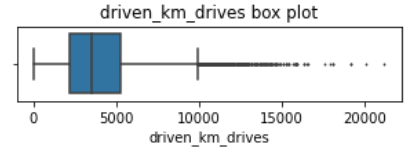 driven_km_drives box plot
0 5000 10000 15000 20000
driven_km_drives